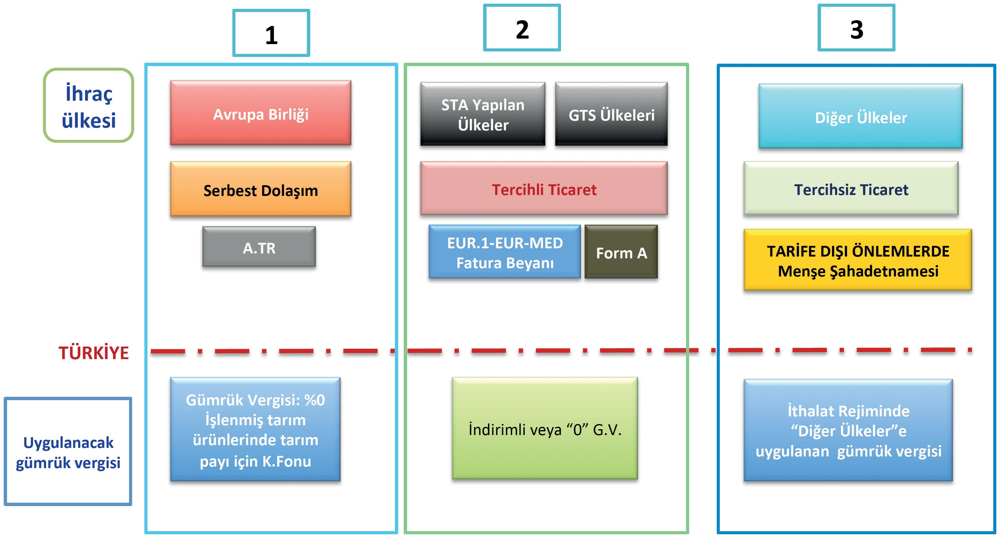 1
2
3
İhraç
ülkesi
Avrupa Birliği
STA Yapılan
Ülkeler
GTS Ülkeleri
Diğer Ülkeler
Serbest Dolaşım
Tercihli Ticaret
Tercihsiz Ticaret
A.TR
EUR.1-EUR-MED
Fatura Beyanı
Form A
TARİFE DIŞI ÖNLEMLERDE
Menşe Şahadetnamesi
TÜRKİYE
Uygulanacak
gümrük vergisi
Gümrük Vergisi: %0
İşlenmiş tarım
ürünlerinde tarım
payı için K.Fonu
İndirimli veya “0” G.V.
İthalat Rejiminde
“Diğer Ülkeler”e
uygulanan  gümrük vergisi